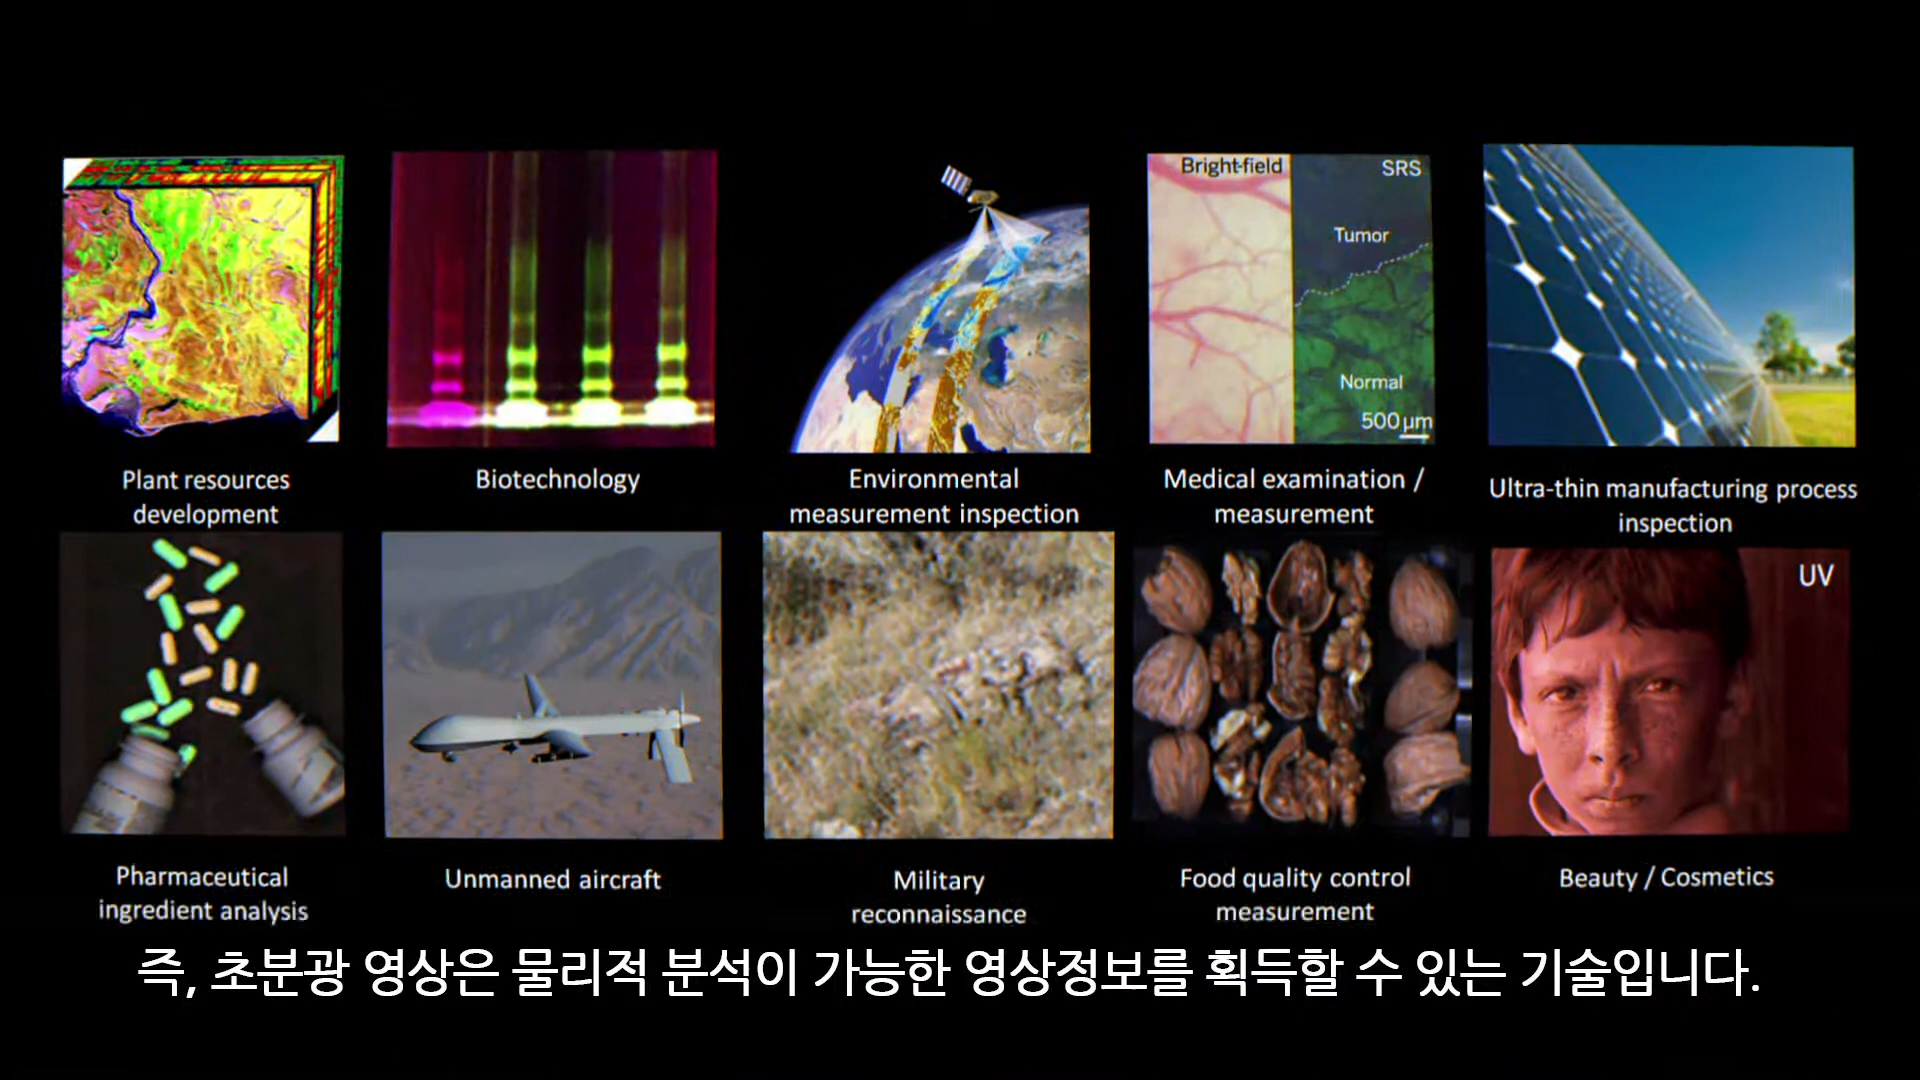 Bright-field
SRS
Tumor
Normal
500 μm
Plant resources
development
Biotechnology
Environmental
measurement inspection
Medical examination /
measurement
Ultra-thin manufacturing process
inspection
UV
Pharmaceutical
ingredient analysis
Unmanned aircraft
Military
reconnaissance
Food quality control
measurement
Beauty / Cosmetics
즉, 초분광 영상은 물리적 분석이 가능한 영상정보를 획득할 수 있는 기술입니다.